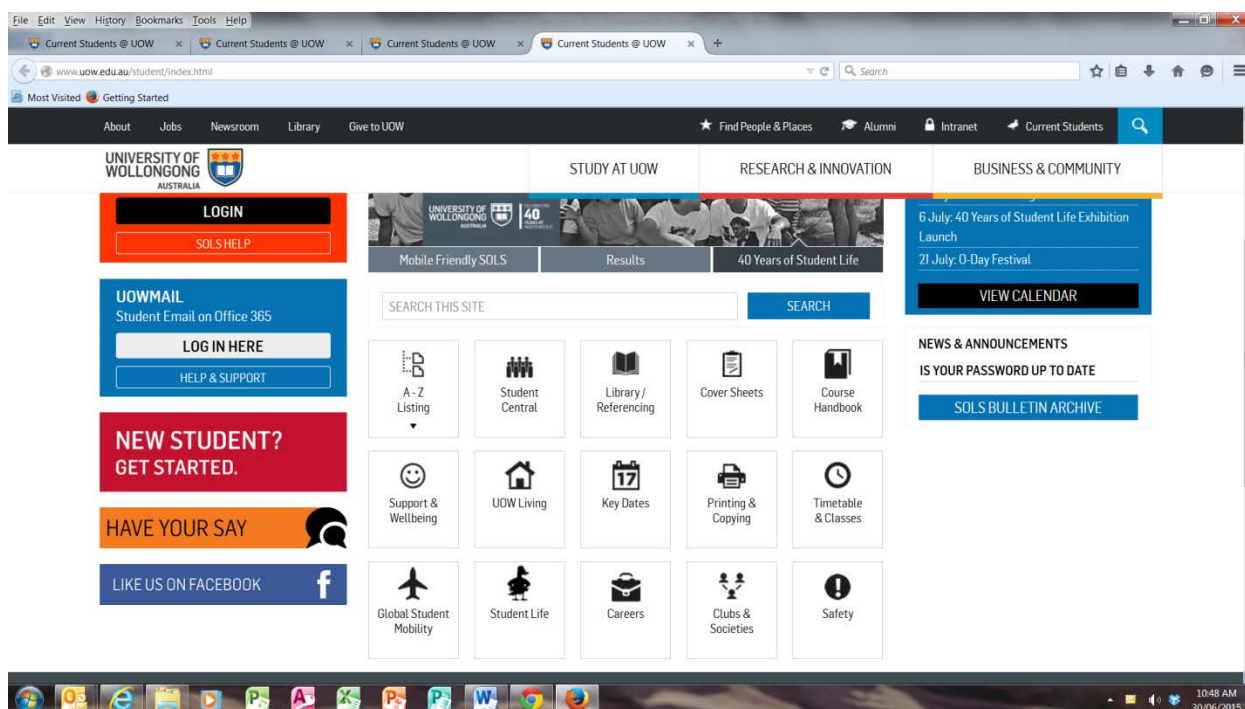 File Edit View History Bookmarks Tools Help
Current Students @ UOW
Current Students @ UOW
Current Students @ UOW
Current Students @ UOW
www.uow.edu.au/student/index.html
Search
Most Visited Getting Started
About Jobs Newsroom Library Give to UOW
Find People & Places Alumni Intranet Current Students
UNIVERSITY OF
WOLLONGONG
AUSTRALIA
STUDY AT UOW RESEARCH & INNOVATION BUSINESS & COMMUNITY
LOGIN
SOLS HELP
UOWMAIL
Student Email on Office 365
LOG IN HERE
HELP & SUPPORT
NEW STUDENT?
GET STARTED.
HAVE YOUR SAY
LIKE US ON FACEBOOK
f
UNIVERSITY OF
WOLLONGONG
AUSTRALIA
40
Mobile Friendly SOLS Results 40 Years of Student Life
SEARCH THIS SITE SEARCH
A - Z
Listing
Student
Central
Library /
Referencing
Cover Sheets
Course
Handbook
Support &
Wellbeing
UOW Living
17
Key Dates
Printing &
Copying
Timetable
& Classes
Global Student
Mobility
Student Life
Careers
Clubs &
Societies
Safety
6 July: 40 Years of Student Life Exhibition
Launch
21 July: O-Day Festival
VIEW CALENDAR
NEWS & ANNOUNCEMENTS
IS YOUR PASSWORD UP TO DATE
SOLS BULLETIN ARCHIVE
10:48 AM
30/06/2015